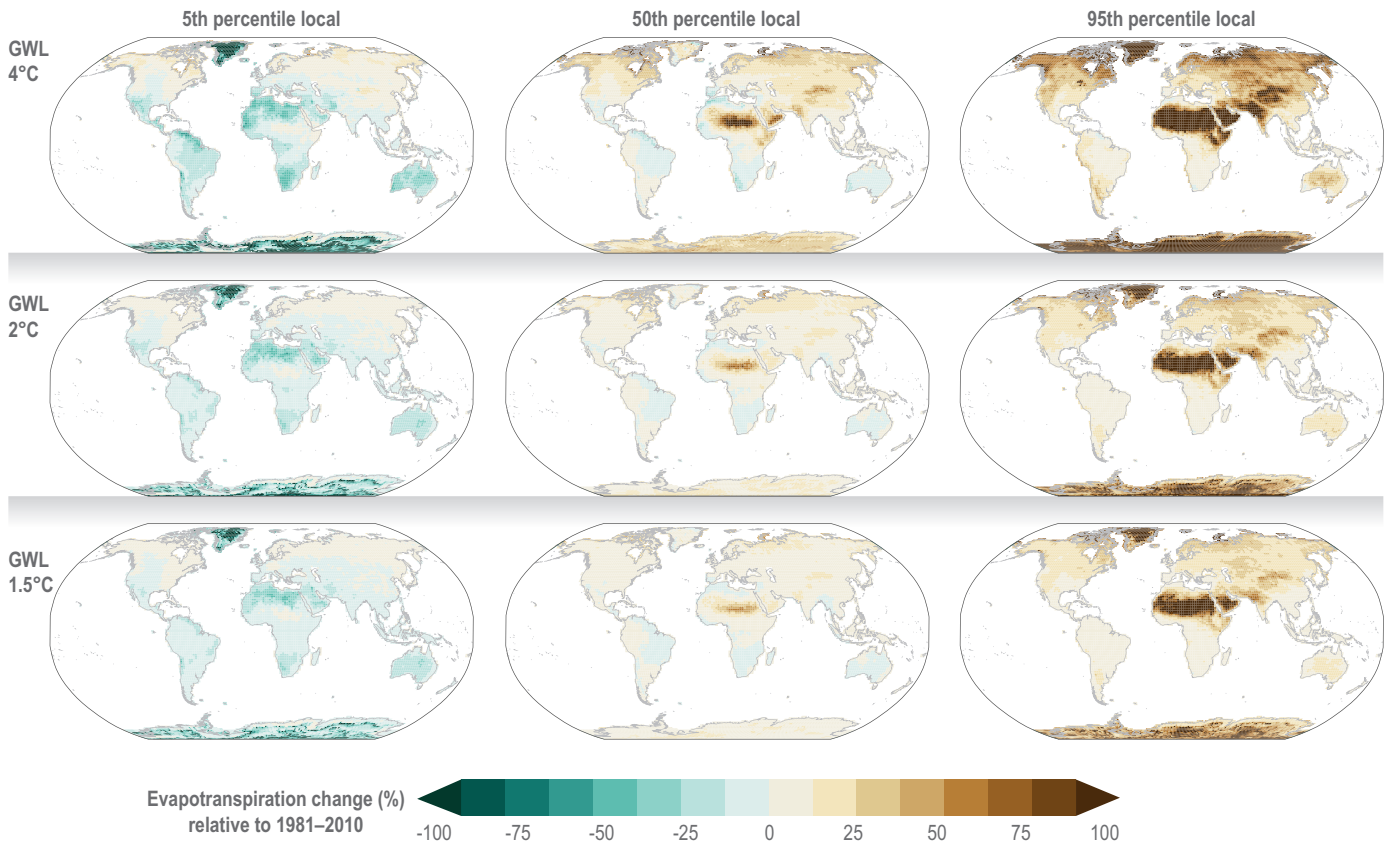 5th percentile local
50th percentile local
95th percentile local
GWL
4°C
GWL
2°C
GWL
1.5°C
Evapotranspiration change (%)
relative to 1981–2010
-100 -75 -50 -25 0 25 50 75 100